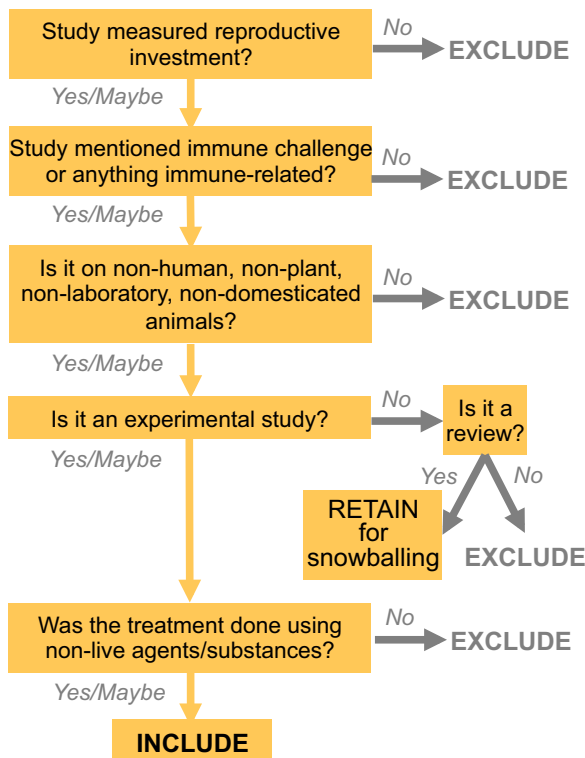 Study measured reproductive
investment?
No
EXCLUDE
Yes/Maybe
Study mentioned immune challenge
or anything immune-related?
No
EXCLUDE
Yes/Maybe
Is it on non-human, non-plant,
non-laboratory, non-domesticated
animals?
No
EXCLUDE
Yes/Maybe
Is it an experimental study?
No
Is it a
review?
Yes/Maybe
Yes
No
RETAIN
for
snowballing
EXCLUDE
Was the treatment done using
non-live agents/substances?
No
EXCLUDE
Yes/Maybe
INCLUDE